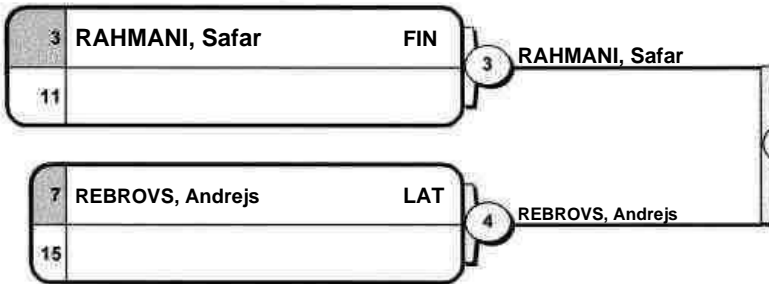 3 RAHMANI, Safar FIN
3 RAHMANI, Safar
11
7 REBROVS, Andrejs LAT
4 REBROVS, Andrejs
15